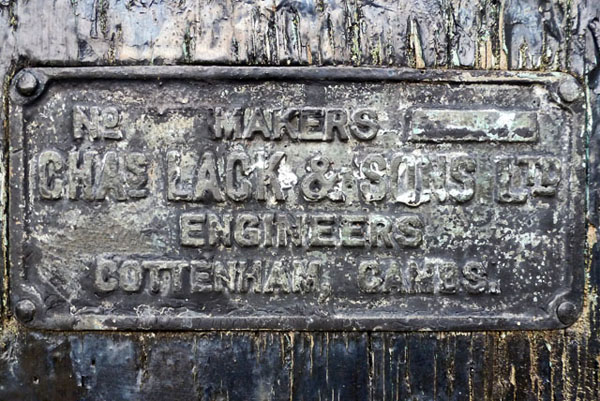 No MAKERS
CHAS LACK & SONS LTD
ENGINEERS
COTTENHAM, CAMBS.